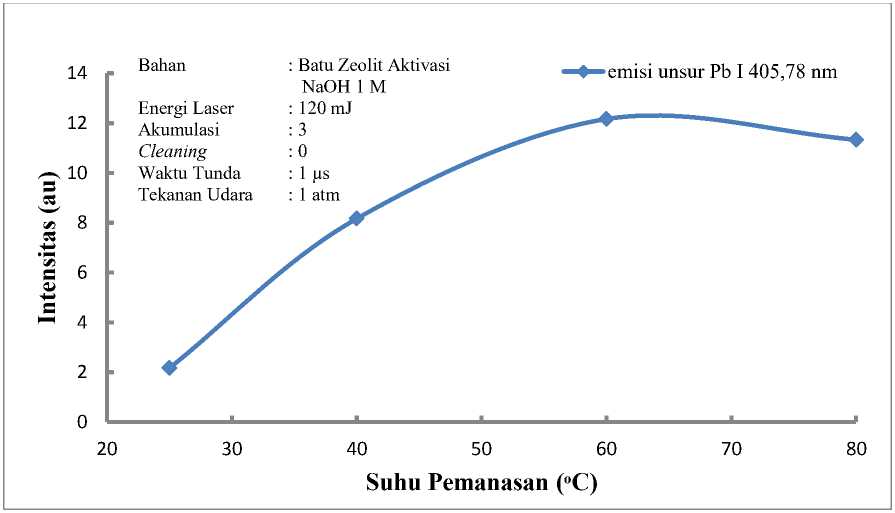 Bahan : Batu Zeolit Aktivasi
NaOH 1 M
Energi Laser : 120 mJ
Akumulasi : 3
Cleaning : 0
Waktu Tunda : 1 µs
Tekanan Udara : 1 atm
emisi unsur Pb I 405,78 nm
Intensitas (au)
14
12
10
8
6
4
2
0
20 30 40 50 60 70 80
Suhu Pemanasan (ᵒC)